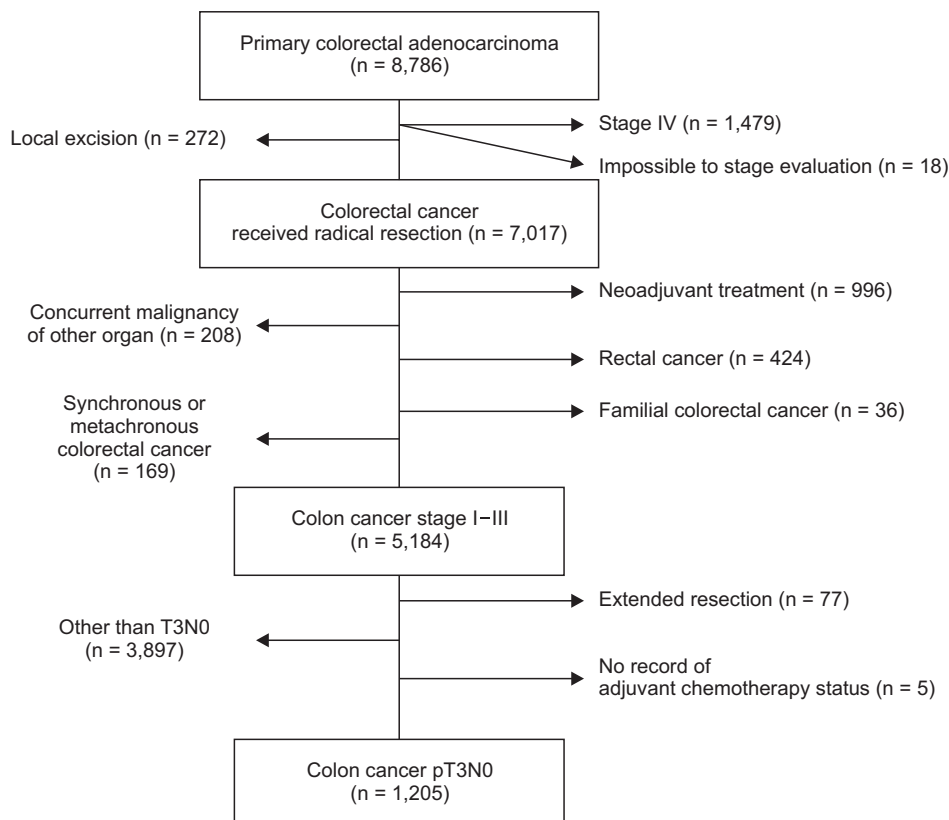 Primary colorectal adenocarcinoma
(n = 8,786)
Local excision (n = 272)
Stage IV (n = 1,479)
Impossible to stage evaluation (n = 18)
Colorectal cancer
received radical resection (n = 7,017)
Neoadjuvant treatment (n = 996)
Concurrent malignancy
of other organ (n = 208)
Rectal cancer (n = 424)
Synchronous or
metachronous
colorectal cancer
(n = 169)
Familial colorectal cancer (n = 36)
Colon cancer stage I−III
(n = 5,184)
Extended resection (n = 77)
Other than T3N0
(n = 3,897)
No record of
adjuvant chemotherapy status (n = 5)
Colon cancer pT3N0
(n = 1,205)